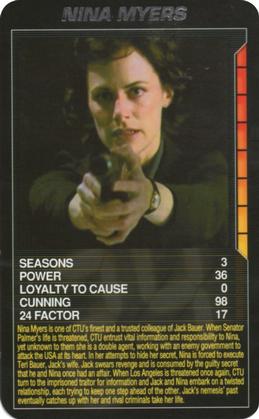 NINA MYERS
SEASONS 3
POWER 36
LOYALTY TO CAUSE 0
CUNNING 98
24 FACTOR 17
Nina Myers is one of CTU's finest and a trusted colleague of Jack Bauer. When Senator
Palmer's life is threatened, CTU entrust vital information and responsibility to Nina,
yet unknown to them she is a double agent, working with an enemy government to
attack the USA at its heart. In her attempts to hide her secret, Nina is forced to execute
Teri Bauer, Jack's wife. Jack swears revenge and is consumed by the guilty secret
that he and Nina once had an affair. When Los Angeles is threatened once again, CTU
turn to the imprisoned traitor for information and Jack and Nina embark on a twisted
relationship, each trying to keep one step ahead of the other. Jack's nemesis' past
eventually catches up with her and rival criminals take her life.